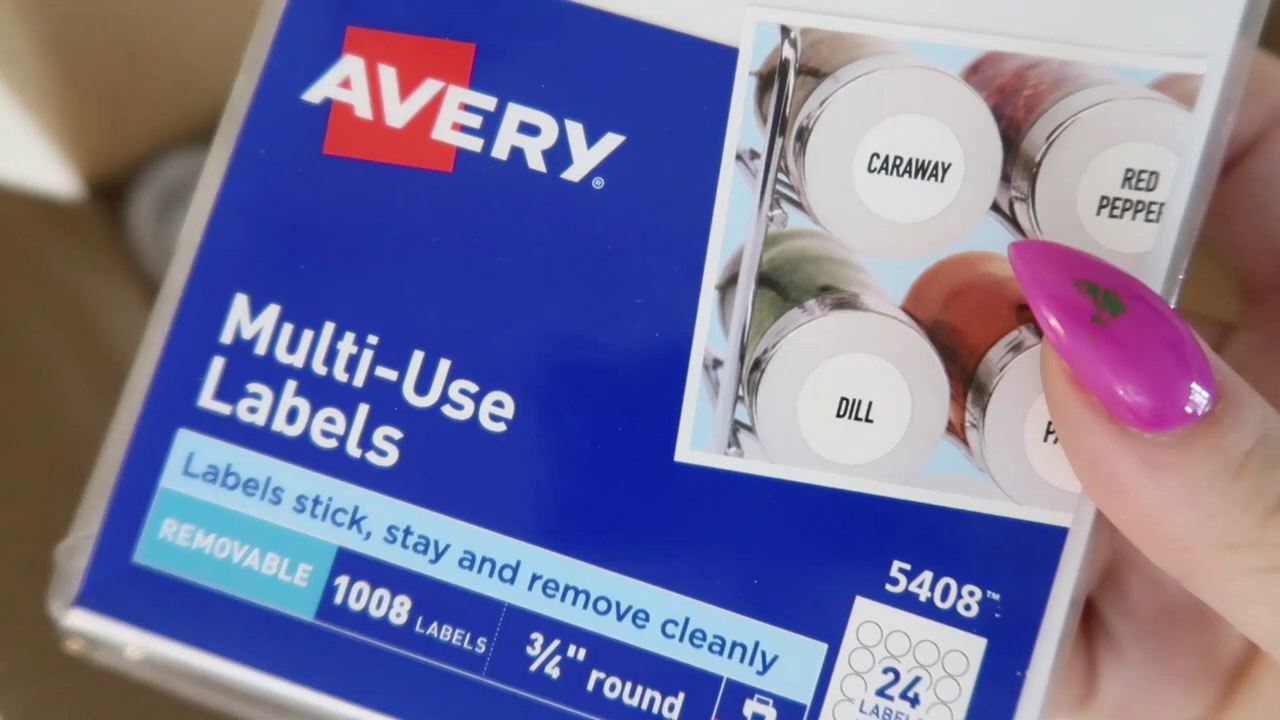 AVERY®
CARAWAY
RED
PEPPER
DILL
Multi-Use
Labels
Labels stick, stay and remove cleanly
REMOVABLE
1008 LABELS
3/4" round
5408™
24
LABELS